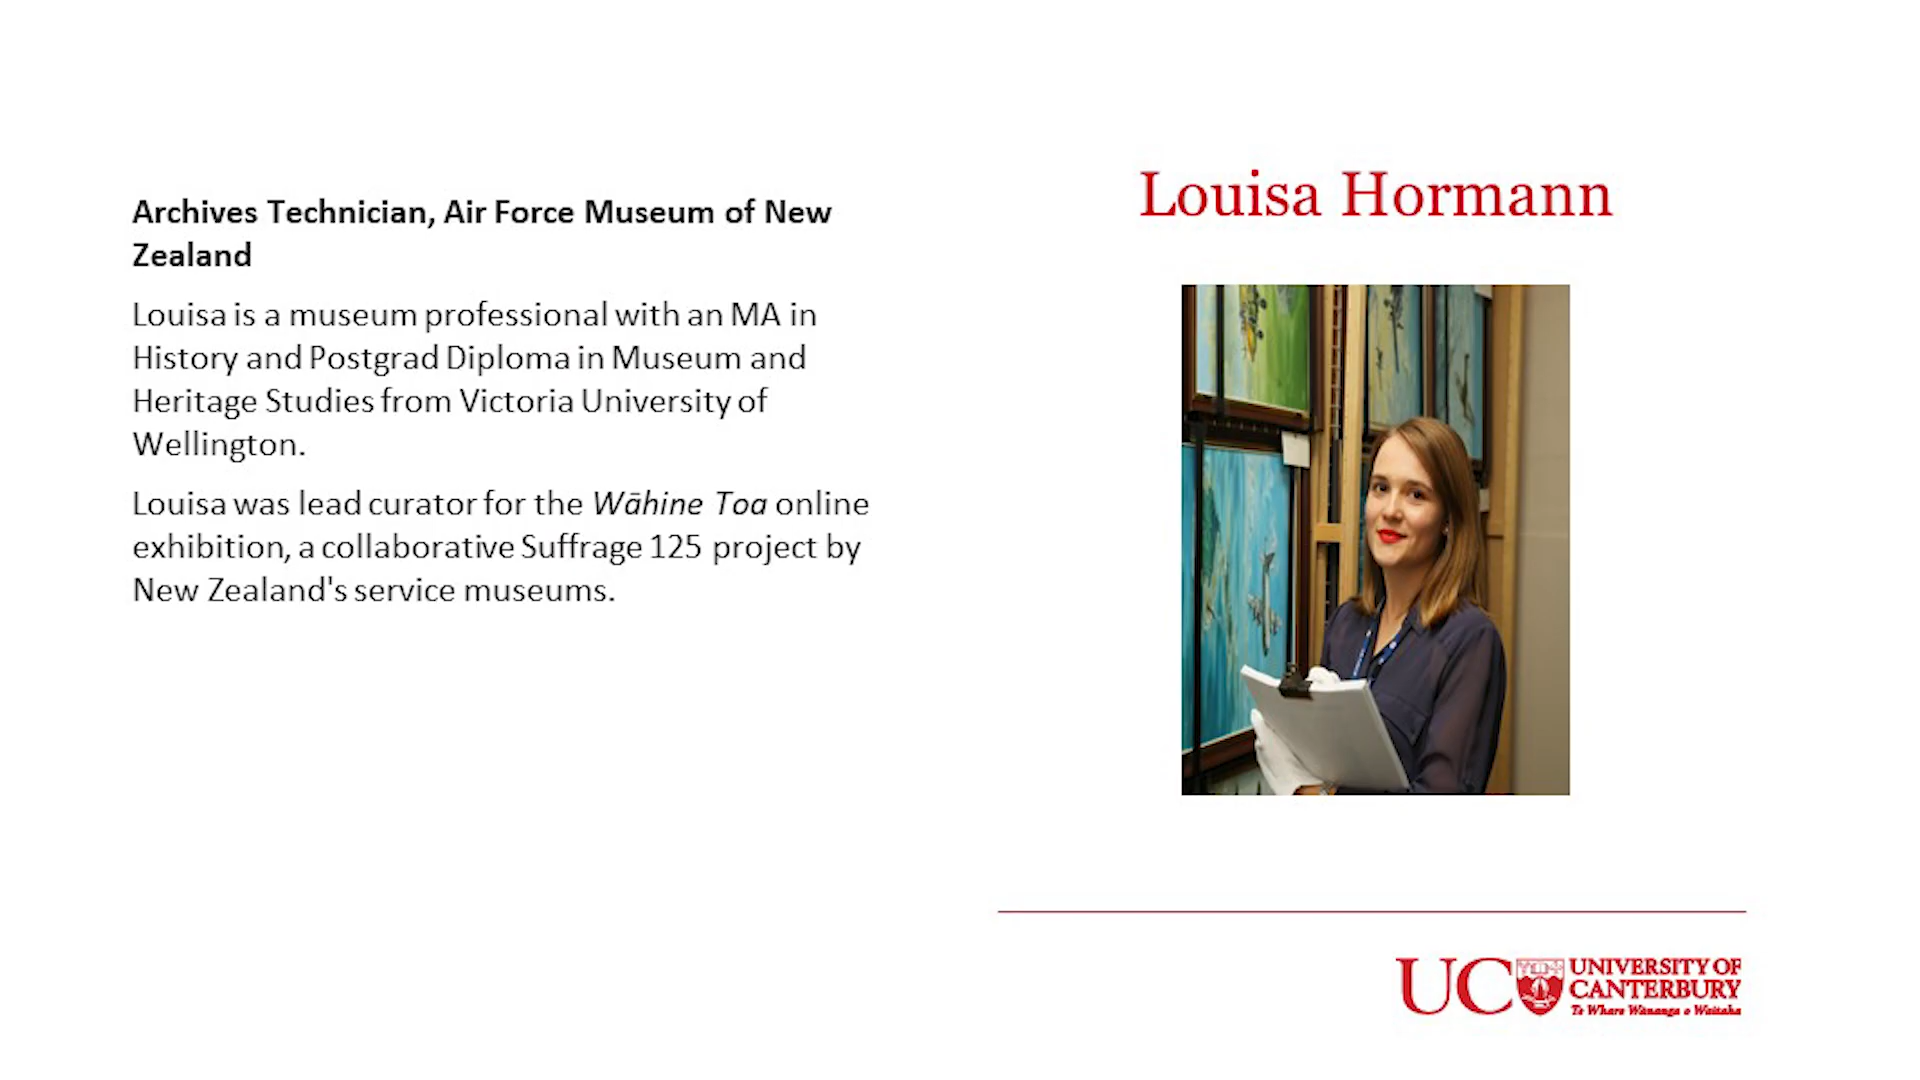 Louisa Hormann
Archives Technician, Air Force Museum of New
Zealand
Louisa is a museum professional with an MA in
History and Postgrad Diploma in Museum and
Heritage Studies from Victoria University of
Wellington.
Louisa was lead curator for the Wāhine Toa online
exhibition, a collaborative Suffrage 125 project by
New Zealand's service museums.
UC UNIVERSITY OF
CANTERBURY
Te Whare Wānanga o Waitaha